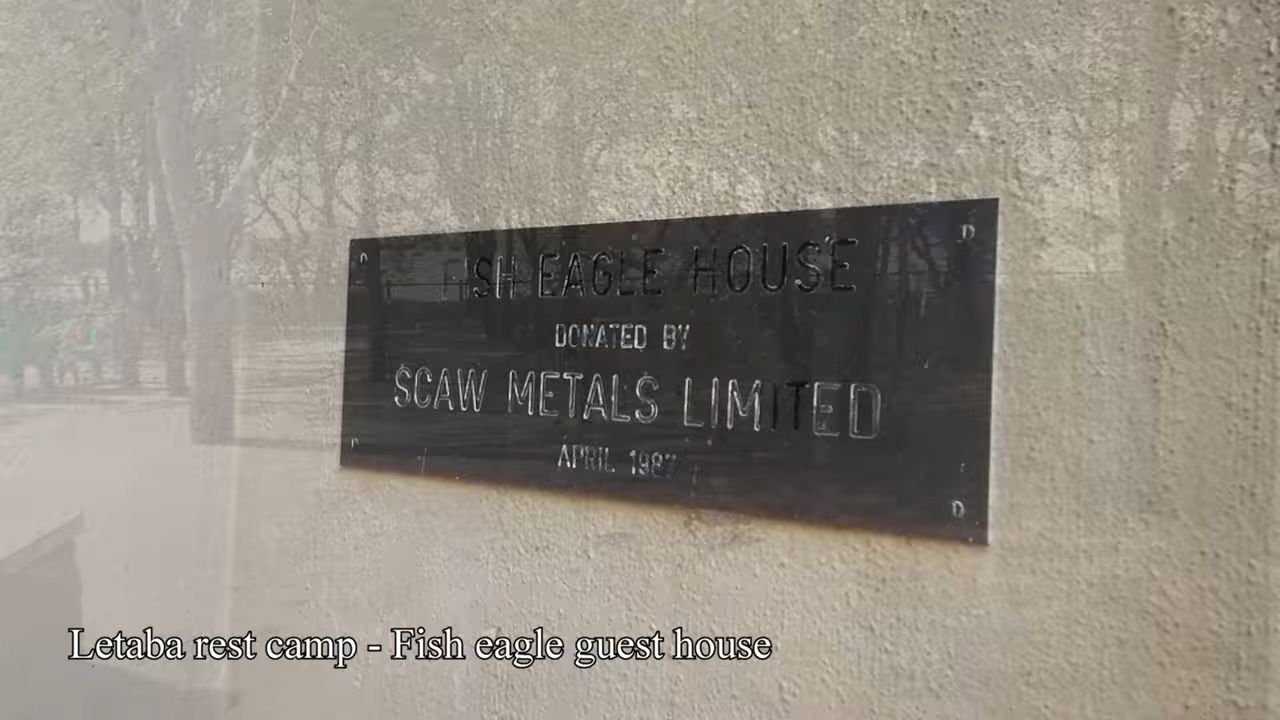 FISH EAGLE HOUSE
DONATED BY
SCAW METALS LIMITED
APRIL 1987
Letaba rest camp - Fish eagle guest house